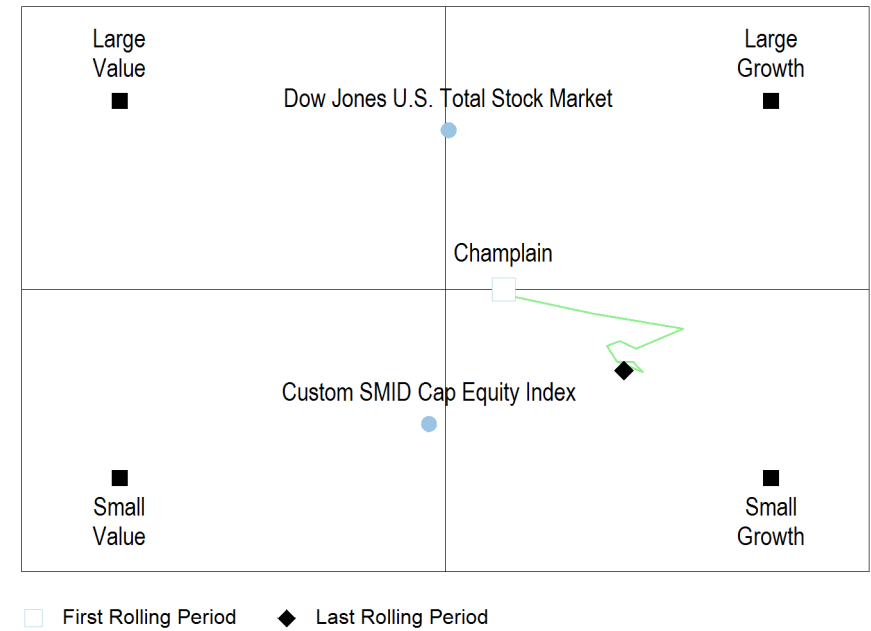 Large
Value
Large
Growth
Dow Jones U.S. Total Stock Market
Champlain
Custom SMID Cap Equity Index
Small
Value
Small
Growth
First Rolling Period
Last Rolling Period